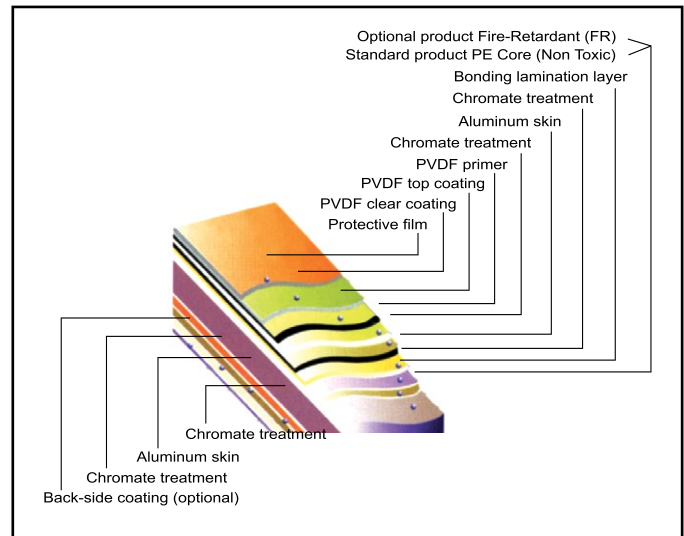 Optional product Fire-Retardant (FR)
Standard product PE Core (Non Toxic)
Bonding lamination layer
Chromate treatment
Aluminum skin
Chromate treatment
PVDF primer
PVDF top coating
PVDF clear coating
Protective film
Chromate treatment
Aluminum skin
Chromate treatment
Back-side coating (optional)